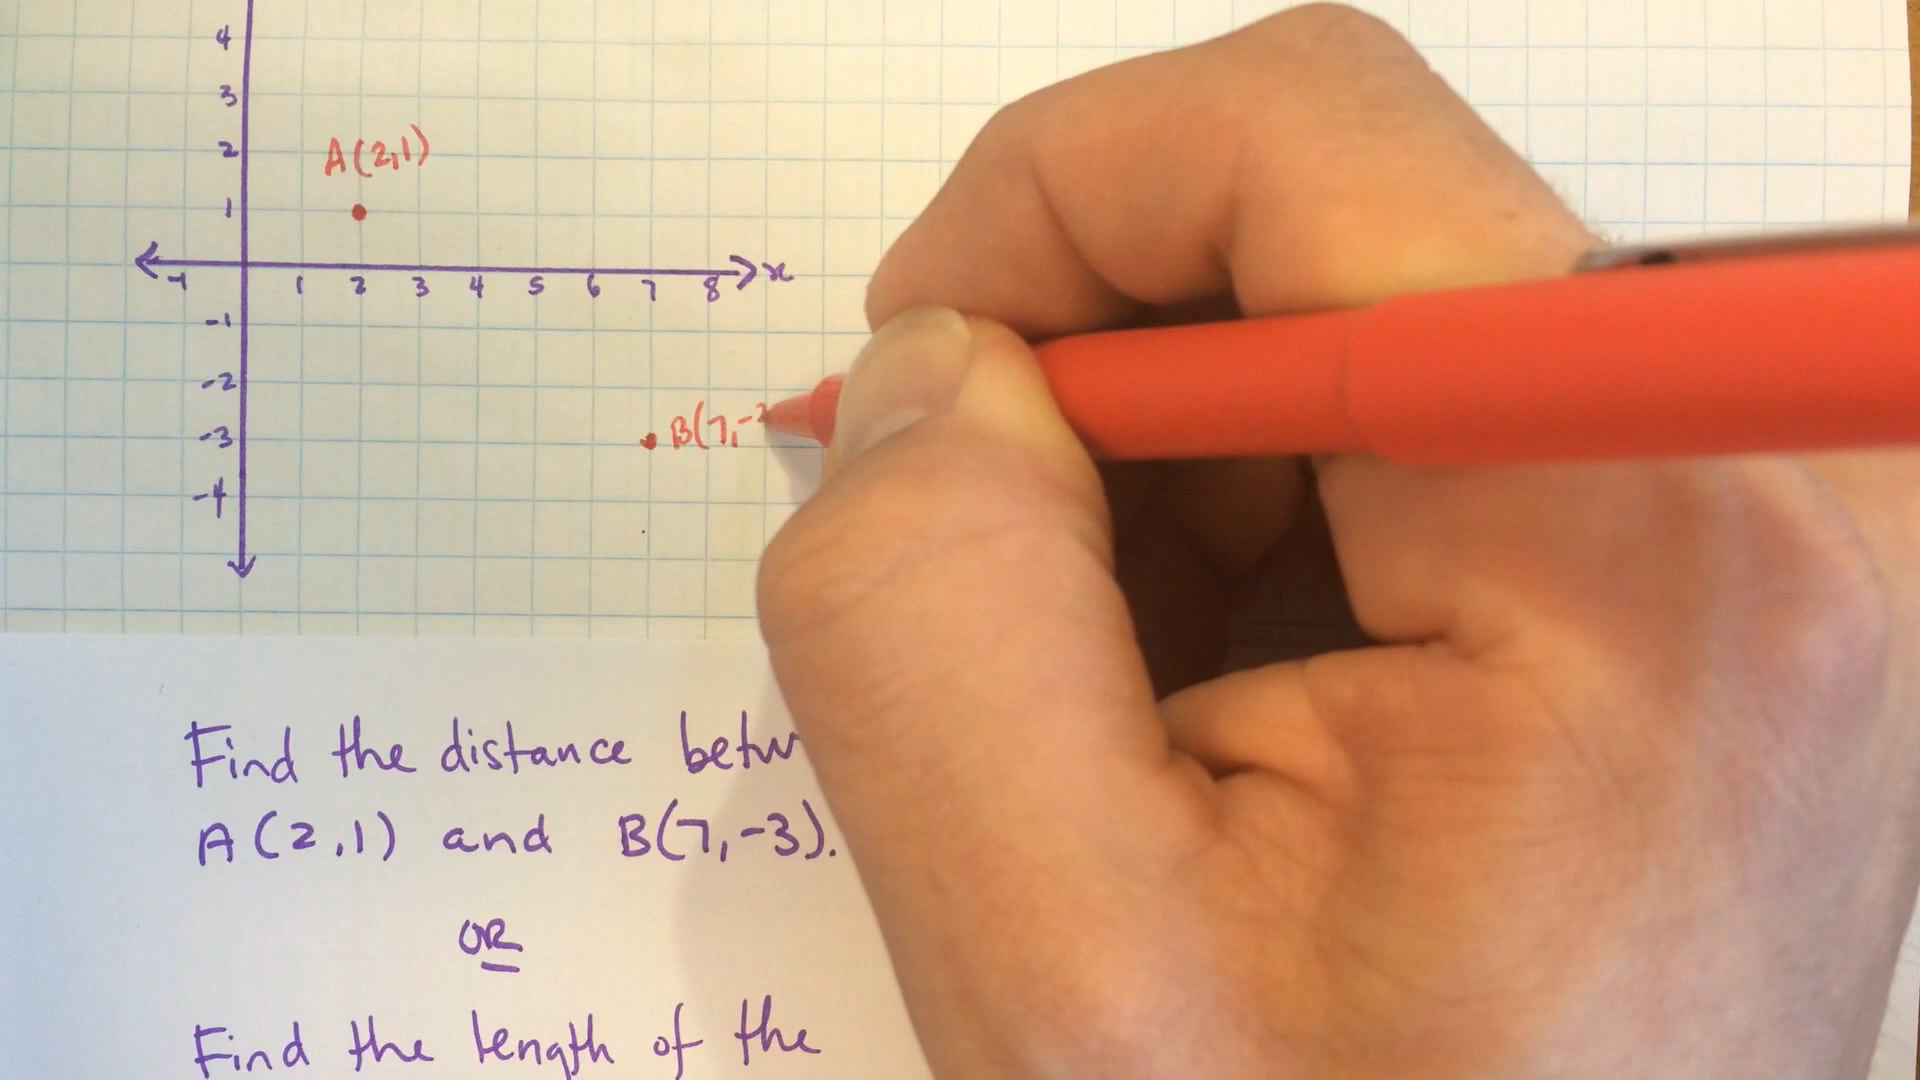 4
3
2
A(2,1)
1
x
-1 1 2 3 4 5 6 7 8
-1
-2
-3
B(7,-
-4
Find the distance betw
A(2,1) and B(7,-3).
OR
Find the length of the